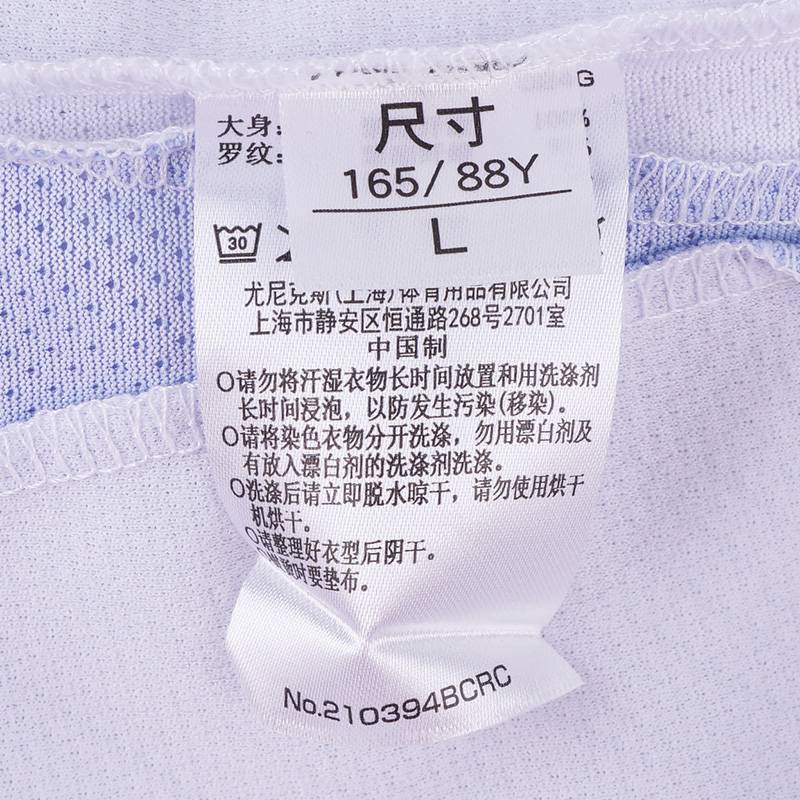 G
大身:
罗纹:
尺寸
165/88Y
L
30
尤尼克斯(上海)体育用品有限公司
上海市静安区恒通路268号2701室
中国制
○请勿将汗湿衣物长时间放置和用洗涤剂
长时间浸泡，以防发生污染(移染)。
○请将染色衣物分开洗涤，勿用漂白剂及
有放入漂白剂的洗涤剂洗涤。
○洗涤后请立即脱水晾干，请勿使用烘干
机烘干。
○请整理好衣型后阴干。
时要垫布。
No.210394BCRC